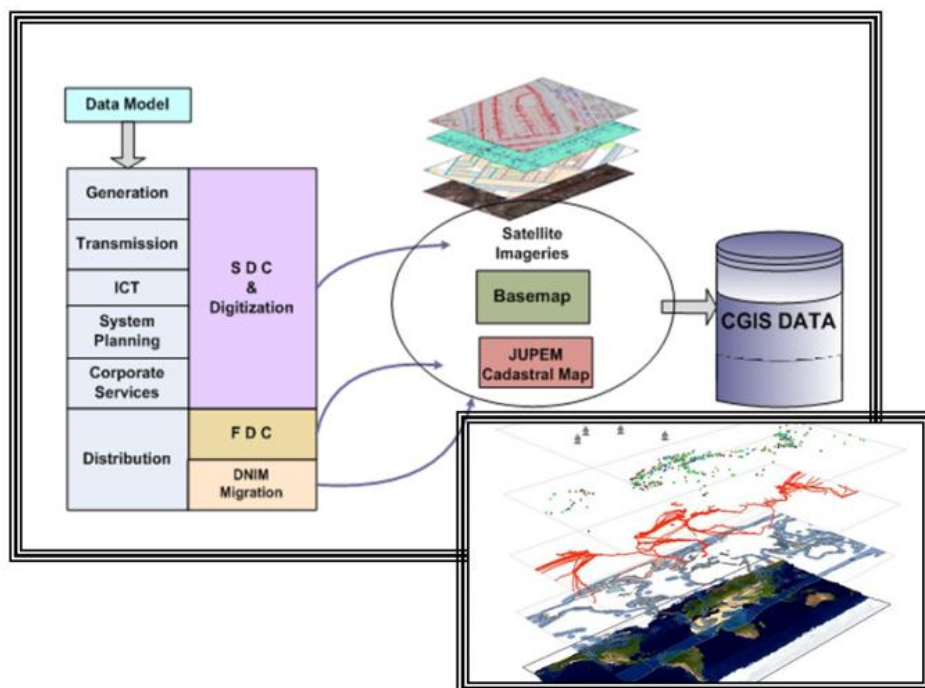 Data Model
Generation
Transmission
ICT
System
Planning
Corporate
Services
Distribution
S D C
&
Digitization
F D C
DNIM
Migration
Satellite
Imageries
Basemap
JUPEM
Cadastral Map
CGIS DATA